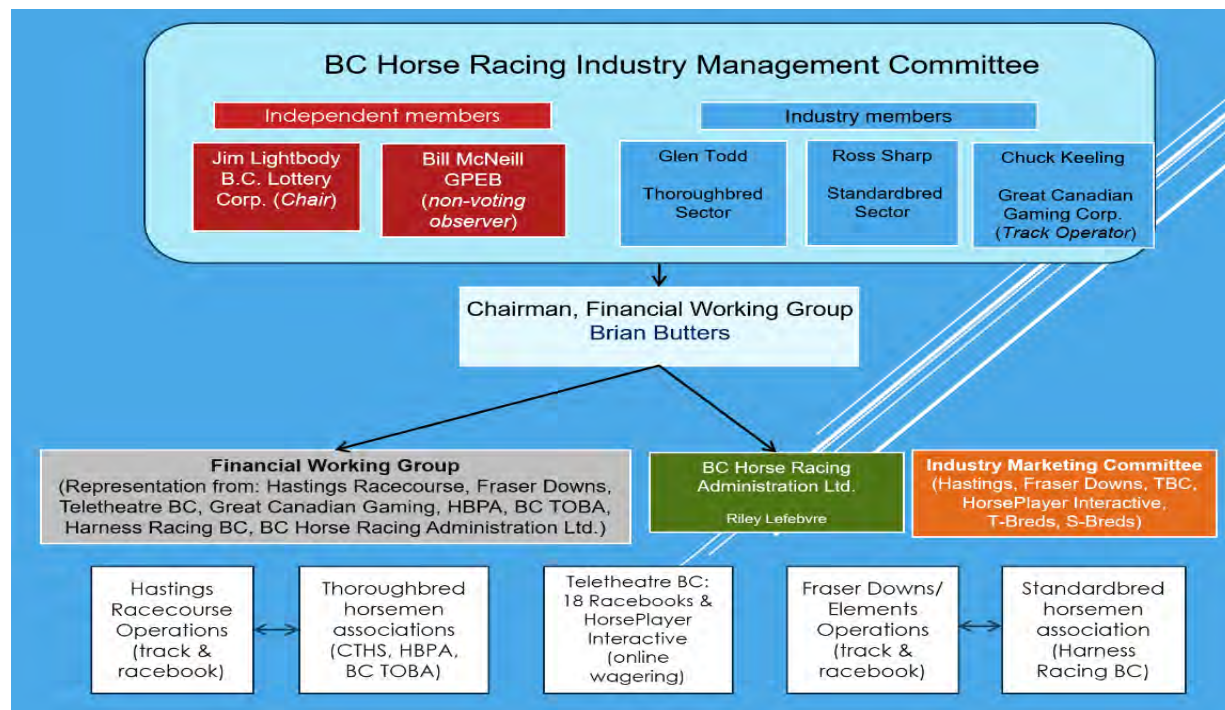 BC Horse Racing Industry Management Committee
Independent members
Industry members
Jim Lightbody
B.C. Lottery
Corp. (Chair)
Bill McNeill
GPEB
(non-voting
observer)
Glen Todd
Thoroughbred
Sector
Ross Sharp
Standardbred
Sector
Chuck Keeling
Great Canadian
Gaming Corp.
(Track Operator)
Chairman, Financial Working Group
Brian Butters
Financial Working Group
(Representation from: Hastings Racecourse, Fraser Downs,
Teletheatre BC, Great Canadian Gaming, HBPA, BC TOBA,
Harness Racing BC, BC Horse Racing Administration Ltd.)
BC Horse Racing
Administration Ltd.
Riley Lefebvre
Industry Marketing Committee
(Hastings, Fraser Downs, TBC,
HorsePlayer Interactive,
T-Breds, S-Breds)
Hastings
Racecourse
Operations
(track &
racebook)
Thoroughbred
horsemen
associations
(CTHS, HBPA,
BC TOBA)
Teletheatre BC:
18 Racebooks &
HorsePlayer
Interactive
(online
wagering)
Fraser Downs/
Elements
Operations
(track &
racebook)
Standardbred
horsemen
association
(Harness
Racing BC)